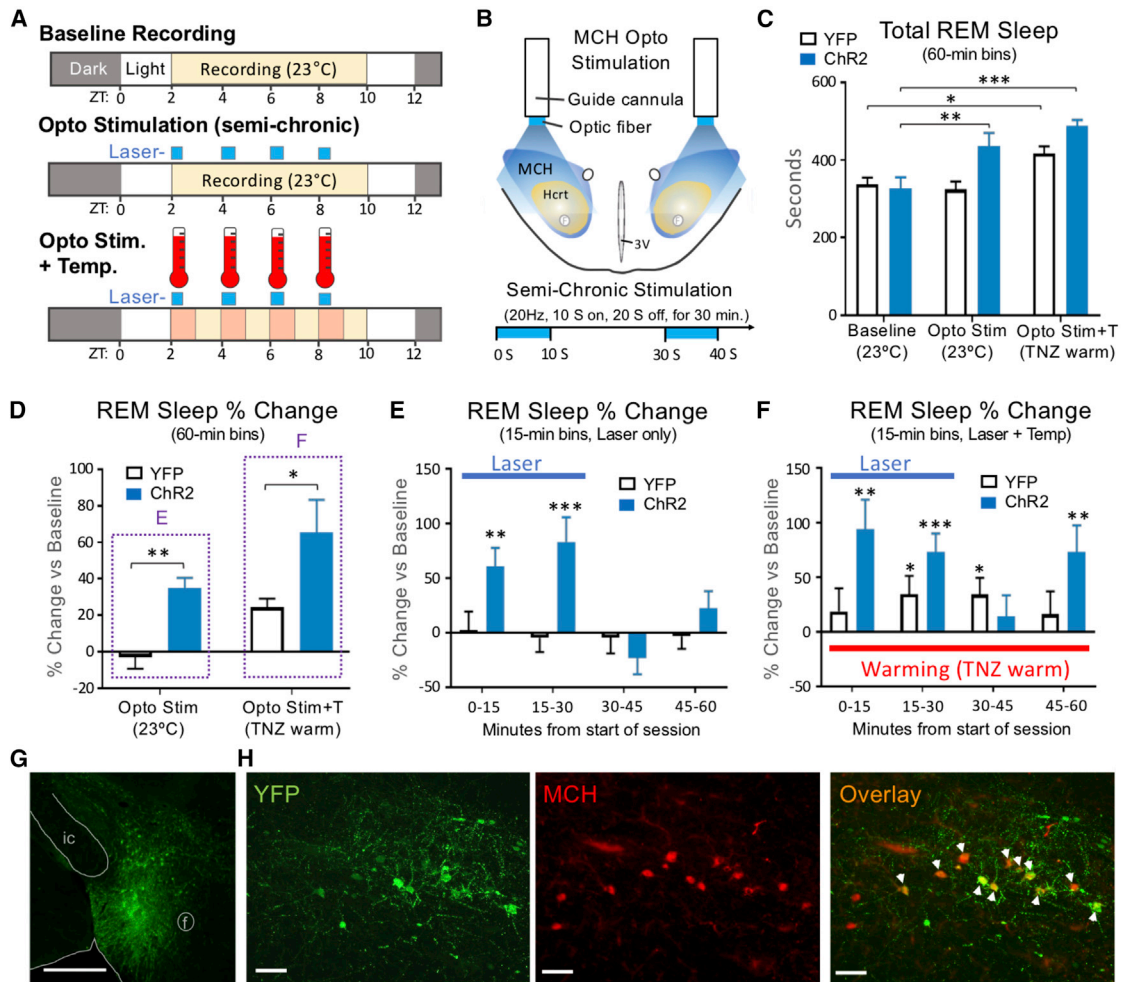 A
Baseline Recording
Dark
Light
Recording (23°C)
ZT: 0 2 4 6 8 10 12
Opto Stimulation (semi-chronic)
Laser-
Recording (23°C)
ZT: 0 2 4 6 8 10 12
Opto Stim.
+ Temp.
Laser-
ZT: 0 2 4 6 8 10 12
B
MCH Opto
Stimulation
Guide cannula
Optic fiber
MCH
Hcrt
F
F
3V
Semi-Chronic Stimulation
(20Hz, 10 S on, 20 S off, for 30 min.)
0 S 10 S 30 S 40 S
C
Total REM Sleep
(60-min bins)
YFP
ChR2
***
*
**
Seconds
600
400
200
0
Baseline Opto Stim Opto Stim+T
(23ºC) (23ºC) (TNZ warm)
D
REM Sleep % Change
(60-min bins)
F
YFP
ChR2
E
*
**
% Change vs Baseline
100
80
60
40
20
0
-20
Opto Stim Opto Stim+T
(23ºC) (TNZ warm)
E
REM Sleep % Change
(15-min bins, Laser only)
Laser
YFP
ChR2
** ***
% Change vs Baseline
150
100
50
0
-50
0-15 15-30 30-45 45-60
Minutes from start of session
F
REM Sleep % Change
(15-min bins, Laser + Temp)
Laser
YFP
ChR2
** * *** * **
% Change vs Baseline
150
100
50
0
-50
Warming (TNZ warm)
0-15 15-30 30-45 45-60
Minutes from start of session
G
ic
f
H
YFP
MCH
Overlay